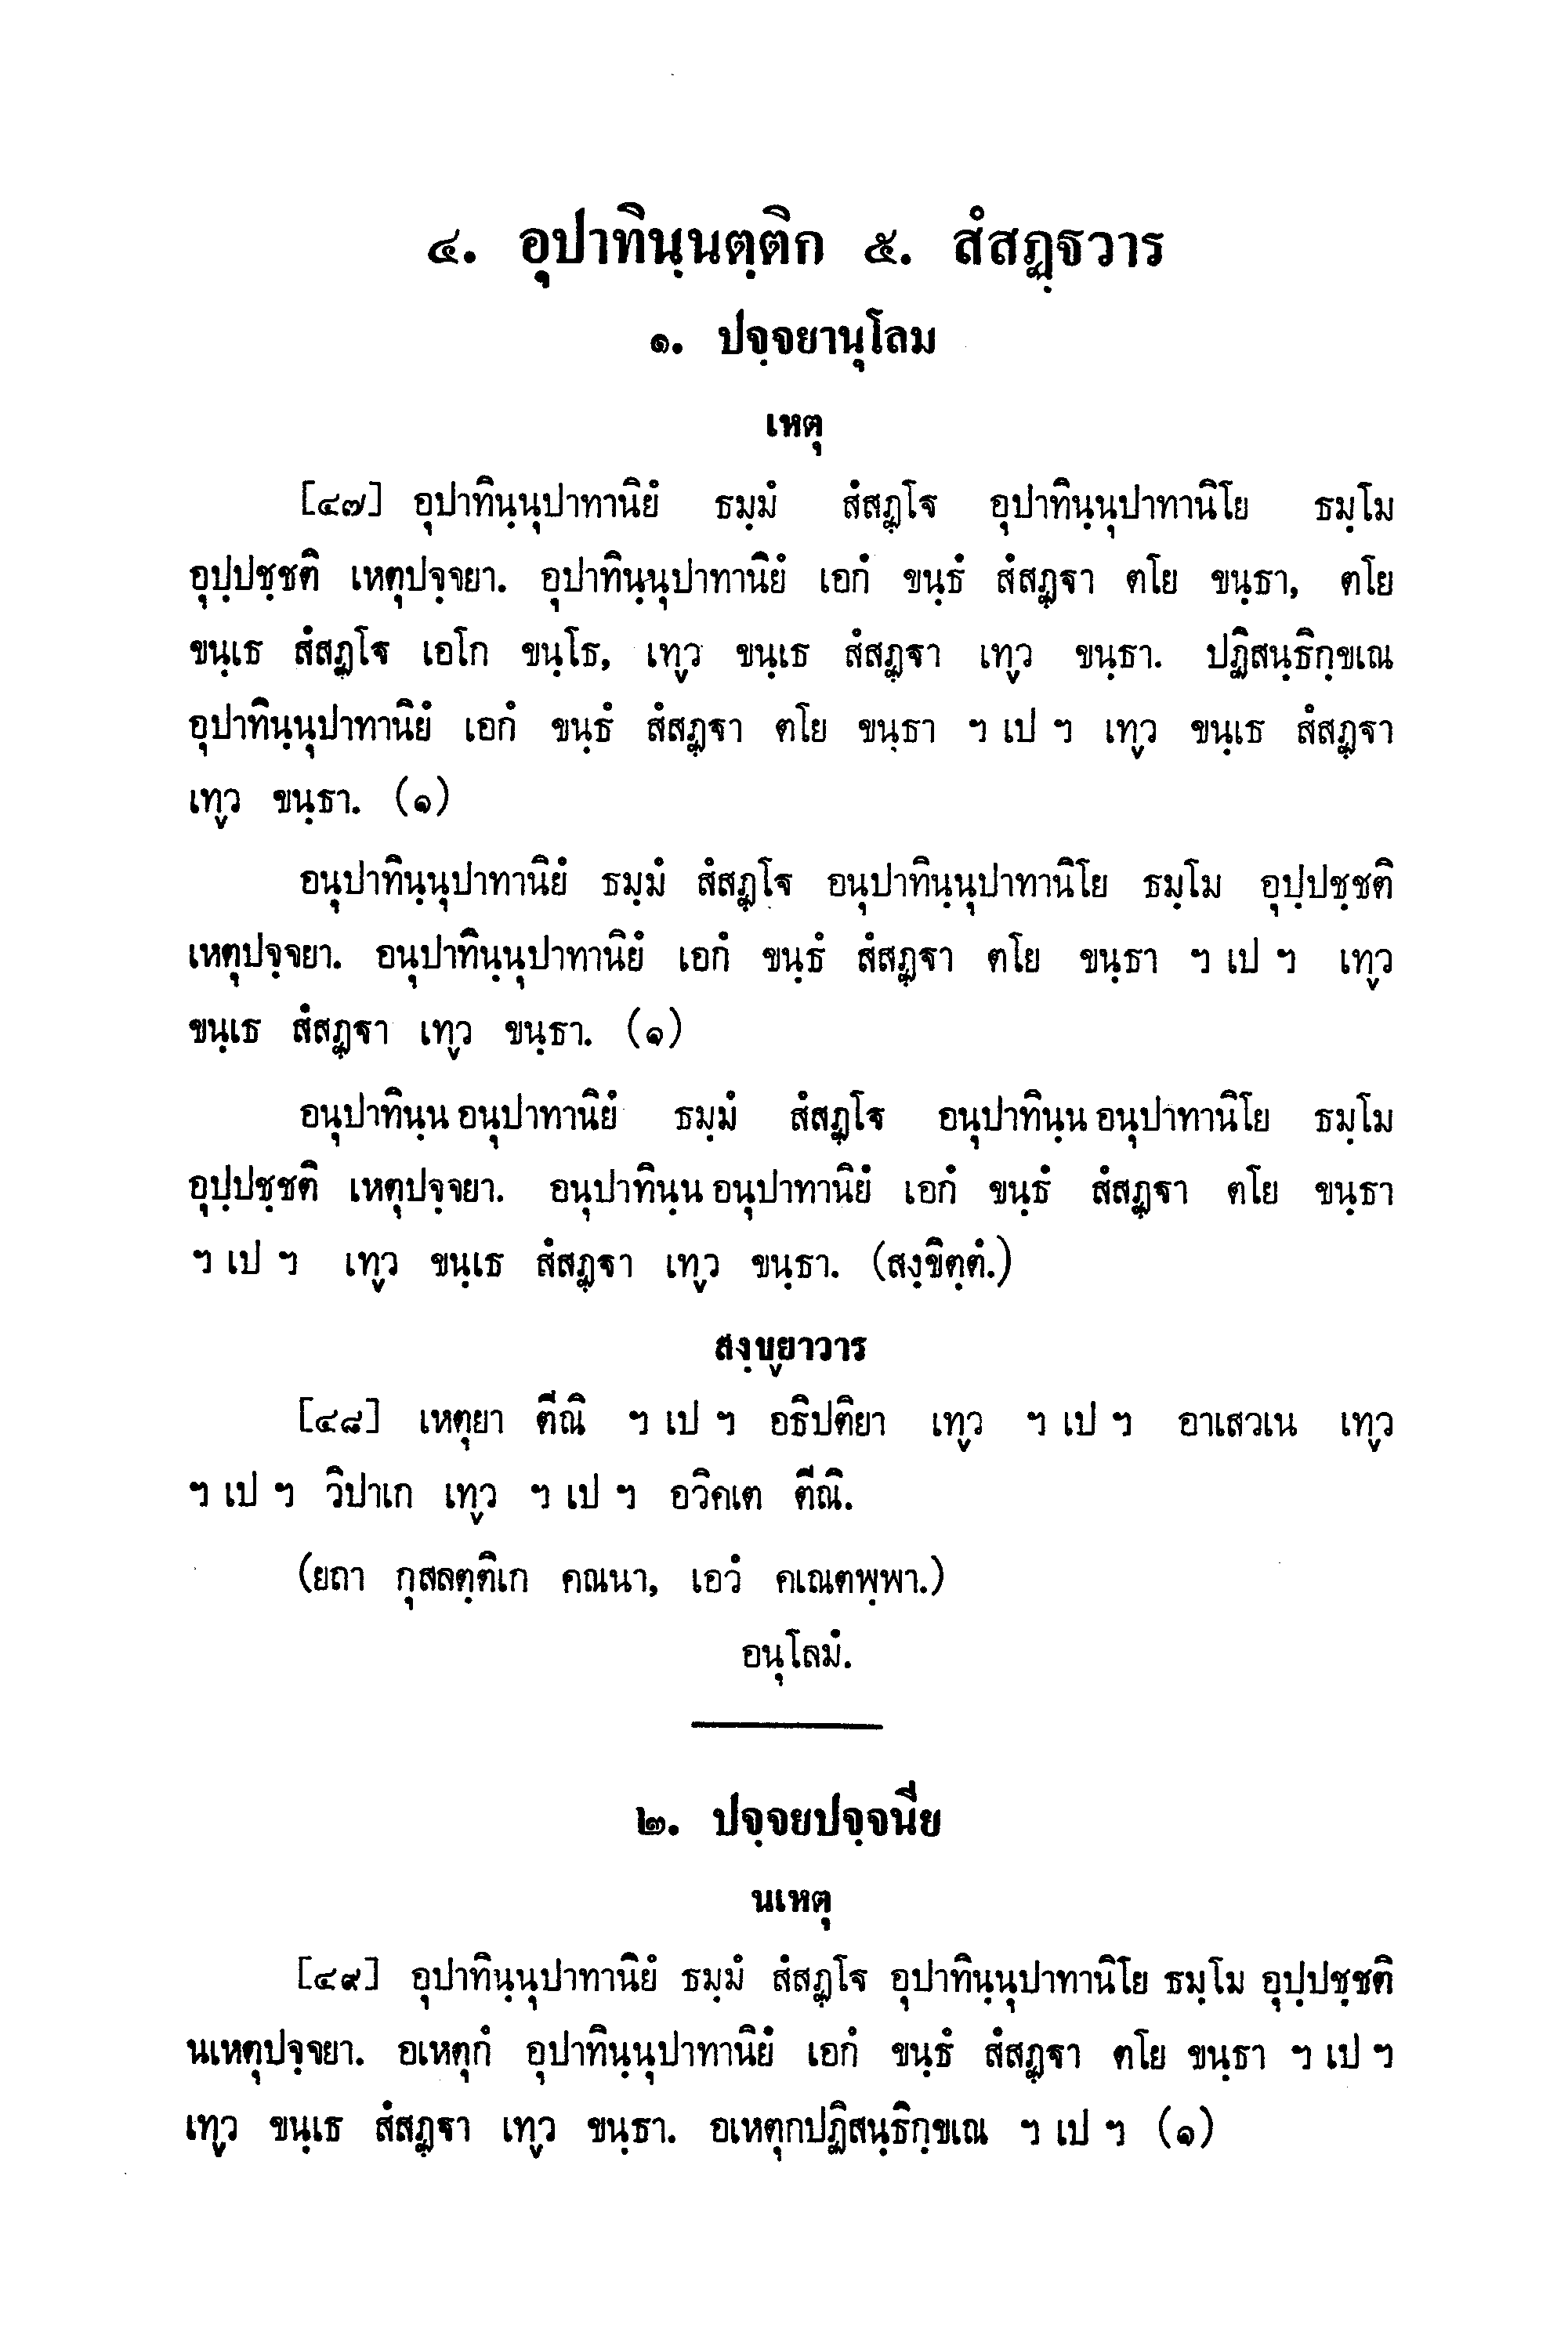 ๔. อุปาทินฺนตฺติก ๕. สํสฏฺฐวาร
๑. ปจฺจยานุโลม
เหตุ
[๔๗] อุปาทินฺนุปาทานิยํ ธมฺมํ สํสฏฺโฐ อุปาทินฺนุปาทานิโย ธมฺโม
อุปฺปชฺชติ เหตุปจฺจยา. อุปาทินฺนุปาทานิยํ เอกํ ขนฺธํ สํสฏฺฐา ตโย ขนฺธา, ตโย
ขนฺเธ สํสฏฺโฐ เอโก ขนฺโธ, เทฺว ขนฺเธ สํสฏฺฐา เทฺว ขนฺธา. ปฏิสนฺธิกฺขเณ
อุปาทินฺนุปาทานิยํ เอกํ ขนฺธํ สํสฏฺฐา ตโย ขนฺธา ฯ เป ฯ เทฺว ขนฺเธ สํสฏฺฐา
เทฺว ขนฺธา. (๑)
อนุปาทินฺนุปาทานิยํ ธมฺมํ สํสฏฺโฐ อนุปาทินฺนุปาทานิโย ธมฺโม อุปฺปชฺชติ
เหตุปจฺจยา. อนุปาทินฺนุปาทานิยํ เอกํ ขนฺธํ สํสฏฺฐา ตโย ขนฺธา ฯ เป ฯ เทฺว
ขนฺเธ สํสฏฺฐา เทฺว ขนฺธา. (๑)
อนุปาทินฺน อนุปาทานิยํ ธมฺมํ สํสฏฺโฐ อนุปาทินฺน อนุปาทานิโย ธมฺโม
อุปฺปชฺชติ เหตุปจฺจยา. อนุปาทินฺน อนุปาทานิยํ เอกํ ขนฺธํ สํสฏฺฐา ตโย ขนฺธา
ฯ เป ฯ เทฺว ขนฺเธ สํสฏฺฐา เทฺว ขนฺธา. (สงฺขิตฺตํ.)
สงฺขฺยาวาร
[๔๘] เหตุยา ตีณิ ฯ เป ฯ อธิปติยา เทฺว ฯ เป ฯ อาเสวเน เทฺว
ฯ เป ฯ วิปาเก เทฺว ฯ เป ฯ อวิคเต ตีณิ.
(ยถา กุสลตฺติเก คณนา, เอวํ คเณตพฺพา.)
อนุโลมํ.
๒. ปจฺจยปจฺจนีย
นเหตุ
[๔๙] อุปาทินฺนุปาทานิยํ ธมฺมํ สํสฏฺโฐ อุปาทินฺนุปาทานิโย ธมฺโม อุปฺปชฺชติ
นเหตุปจฺจยา. อเหตุกํ อุปาทินฺนุปาทานิยํ เอกํ ขนฺธํ สํสฏฺฐา ตโย ขนฺธา ฯ เป ฯ
เทฺว ขนฺเธ สํสฏฺฐา เทฺว ขนฺธา. อเหตุกปฏิสนฺธิกฺขเณ ฯ เป ฯ (๑)